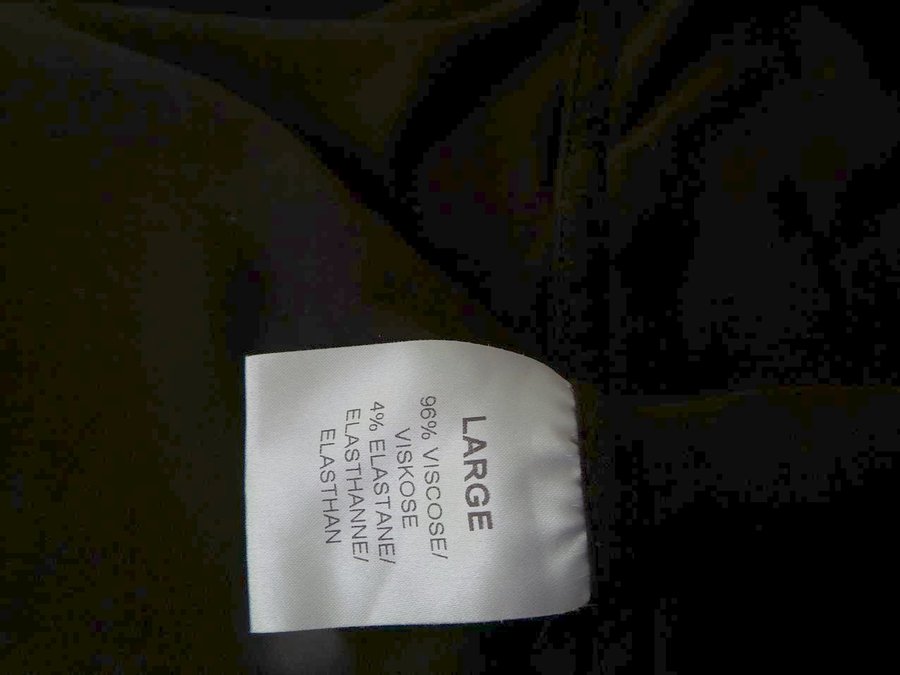 LARGE
96% VISCOSE/
VISKOSE
4% ELASTANE/
ELASTHANNE/
ELASTHAN